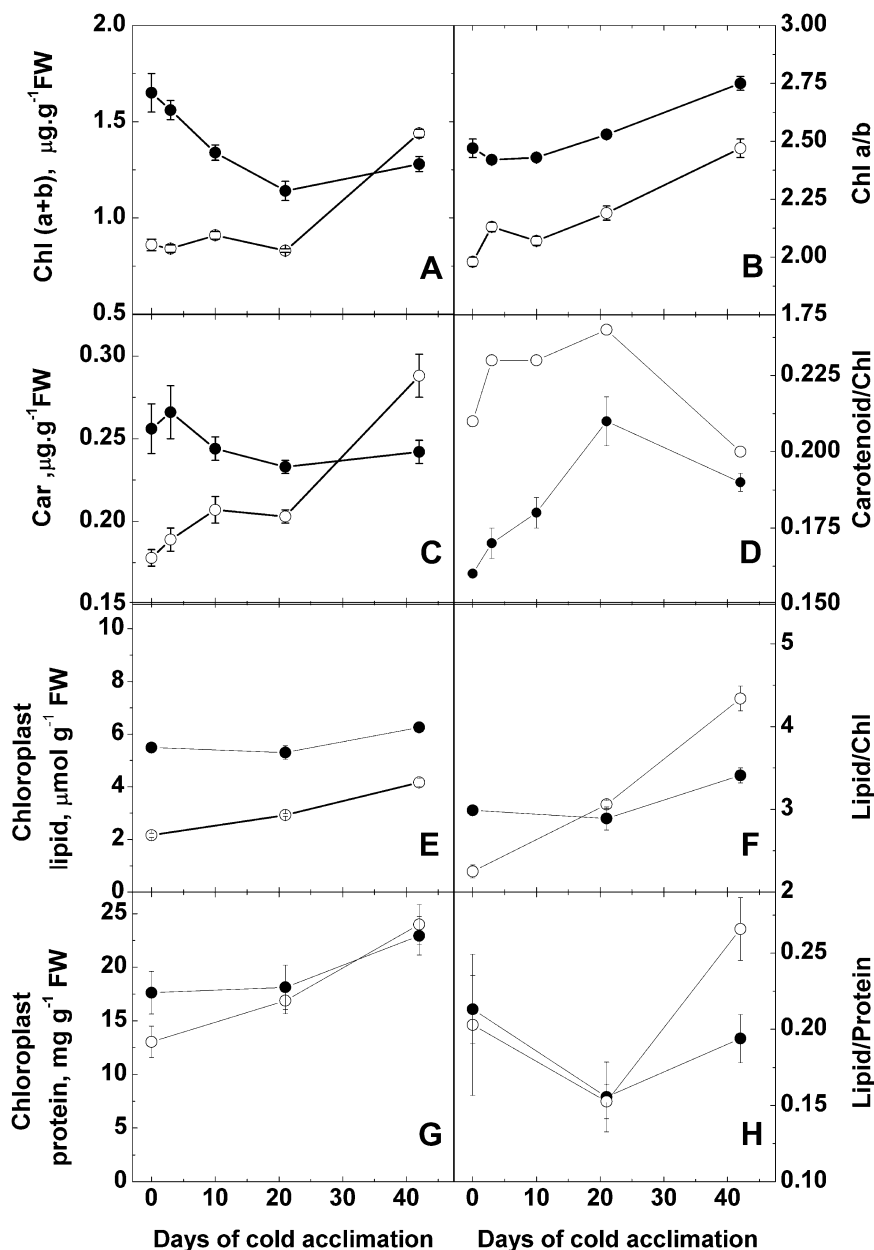 2.0
1.5
1.0
0.5
Chl (a+b), μg.g⁻¹FW
A
3.00
2.75
2.50
2.25
2.00
1.75
Chl a/b
B
0.30
0.25
0.20
0.15
Car ,μg.g⁻¹FW
C
0.225
0.200
0.175
0.150
Carotenoid/Chl
D
10
8
6
4
2
0
Chloroplast
lipid, μmol g⁻¹ FW
E
5
4
3
2
Lipid/Chl
F
25
20
15
10
5
0
Chloroplast
protein, mg g⁻¹ FW
G
0.25
0.20
0.15
0.10
Lipid/Protein
H
0 10 20 30 40
0 10 20 30 40
Days of cold acclimation
Days of cold acclimation